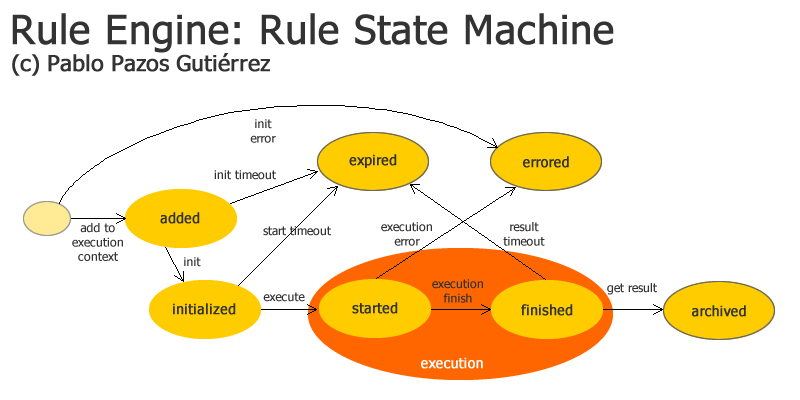 Rule Engine: Rule State Machine
(c) Pablo Pazos Gutiérrez
init
error
expired
errored
init timeout
added
add to
execution
context
start timeout
execution
error
result
timeout
init
initialized
execute
started
execution
finish
finished
get result
archived
execution